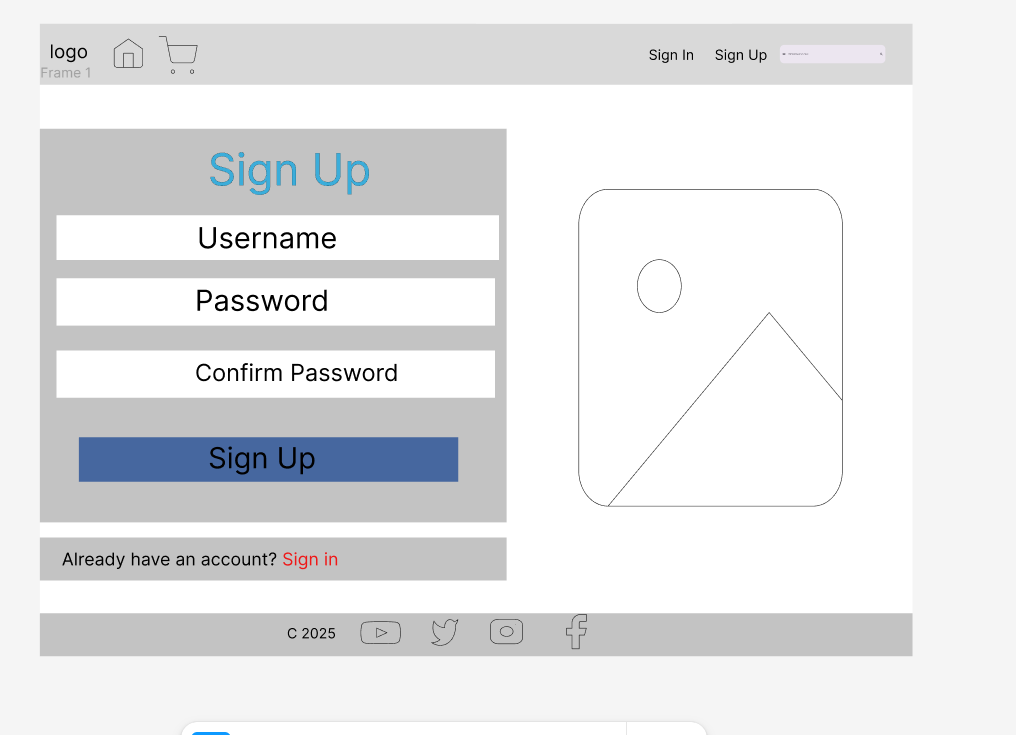 logo
Frame 1
Sign In
Sign Up
Sign Up
Username
Password
Confirm Password
Sign Up
Already have an account? Sign in
C 2025